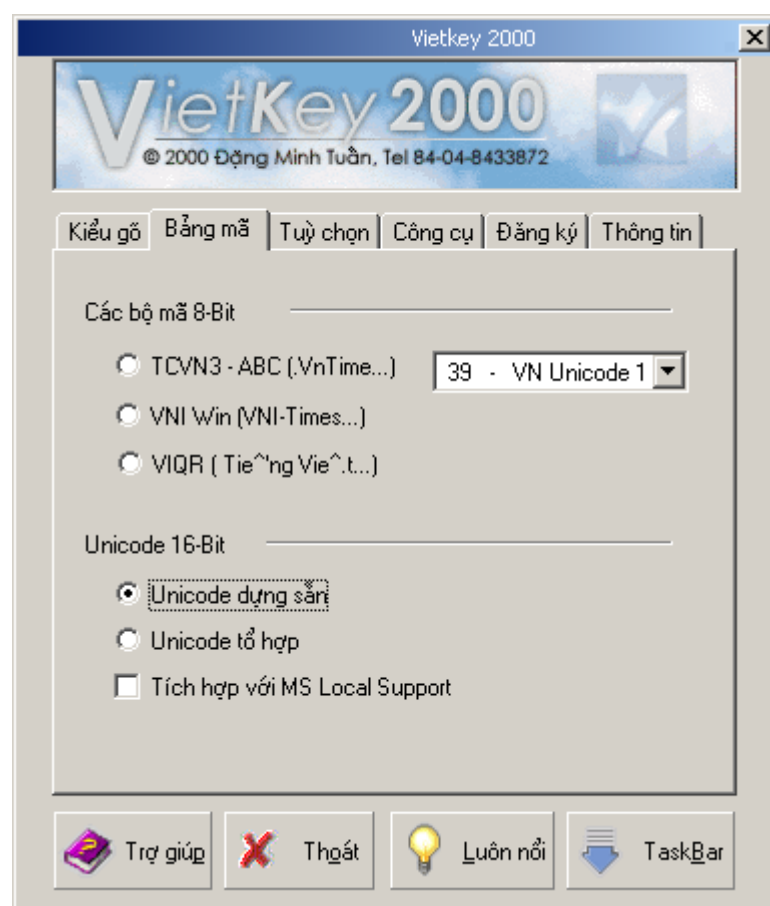 Vietkey 2000
VietKey 2000
© 2000 Đặng Minh Tuấn, Tel 84-04-8433872
Kiểu gõ Bảng mã Tuỳ chọn Công cụ Đăng ký Thông tin
Các bộ mã 8-Bit
TCVN3 - ABC (.VnTime...) 39 - VN Unicode 1
VNI Win (VNI-Times...)
VIQR ( Tie^'ng Vie^.t...)
Unicode 16-Bit
Unicode dựng sẵn
Unicode tổ hợp
Tích hợp với MS Local Support
Trợ giúp Thoát Luôn nổi TaskBar